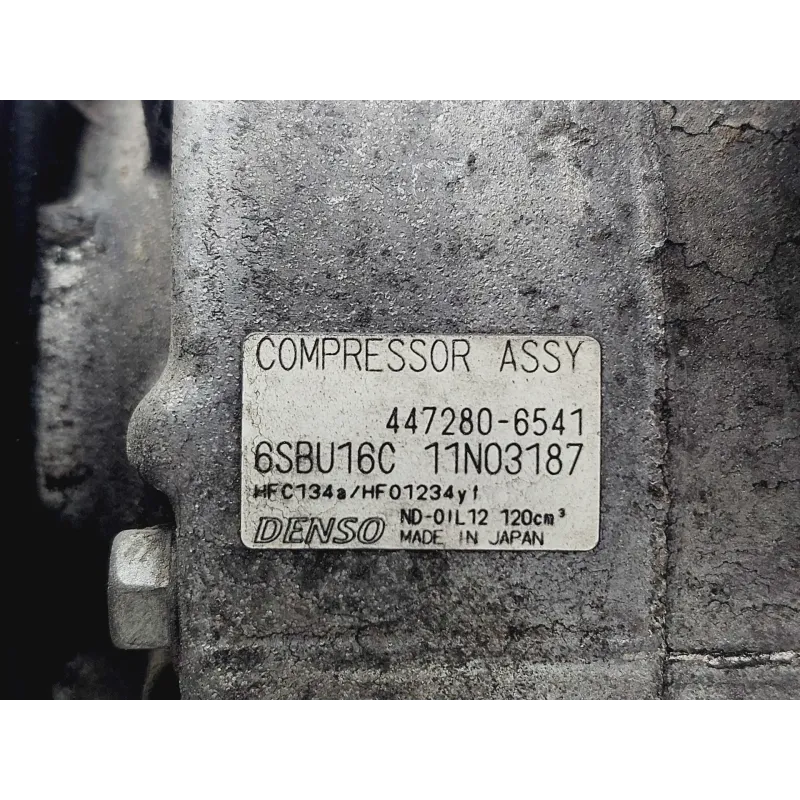 COMPRESSOR ASSY
447280-6541
6SBU16C 11N03187
HFC134a/HFO1234yf
DENSO ND-OIL12 120cm³
MADE IN JAPAN